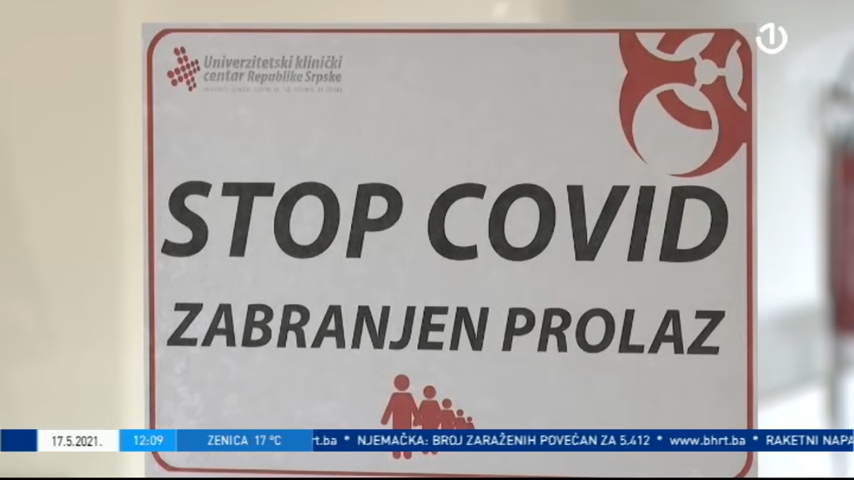 Univerzitetski klinički
centar Republike Srpske
STOP COVID
ZABRANJEN PROLAZ
17.5.2021. 12:09 ZENICA 17 °C rt.ba * NJEMAČKA: BROJ ZARAŽENIH POVEĆAN ZA 5.412 * www.bhrt.ba * RAKETNI NAPA